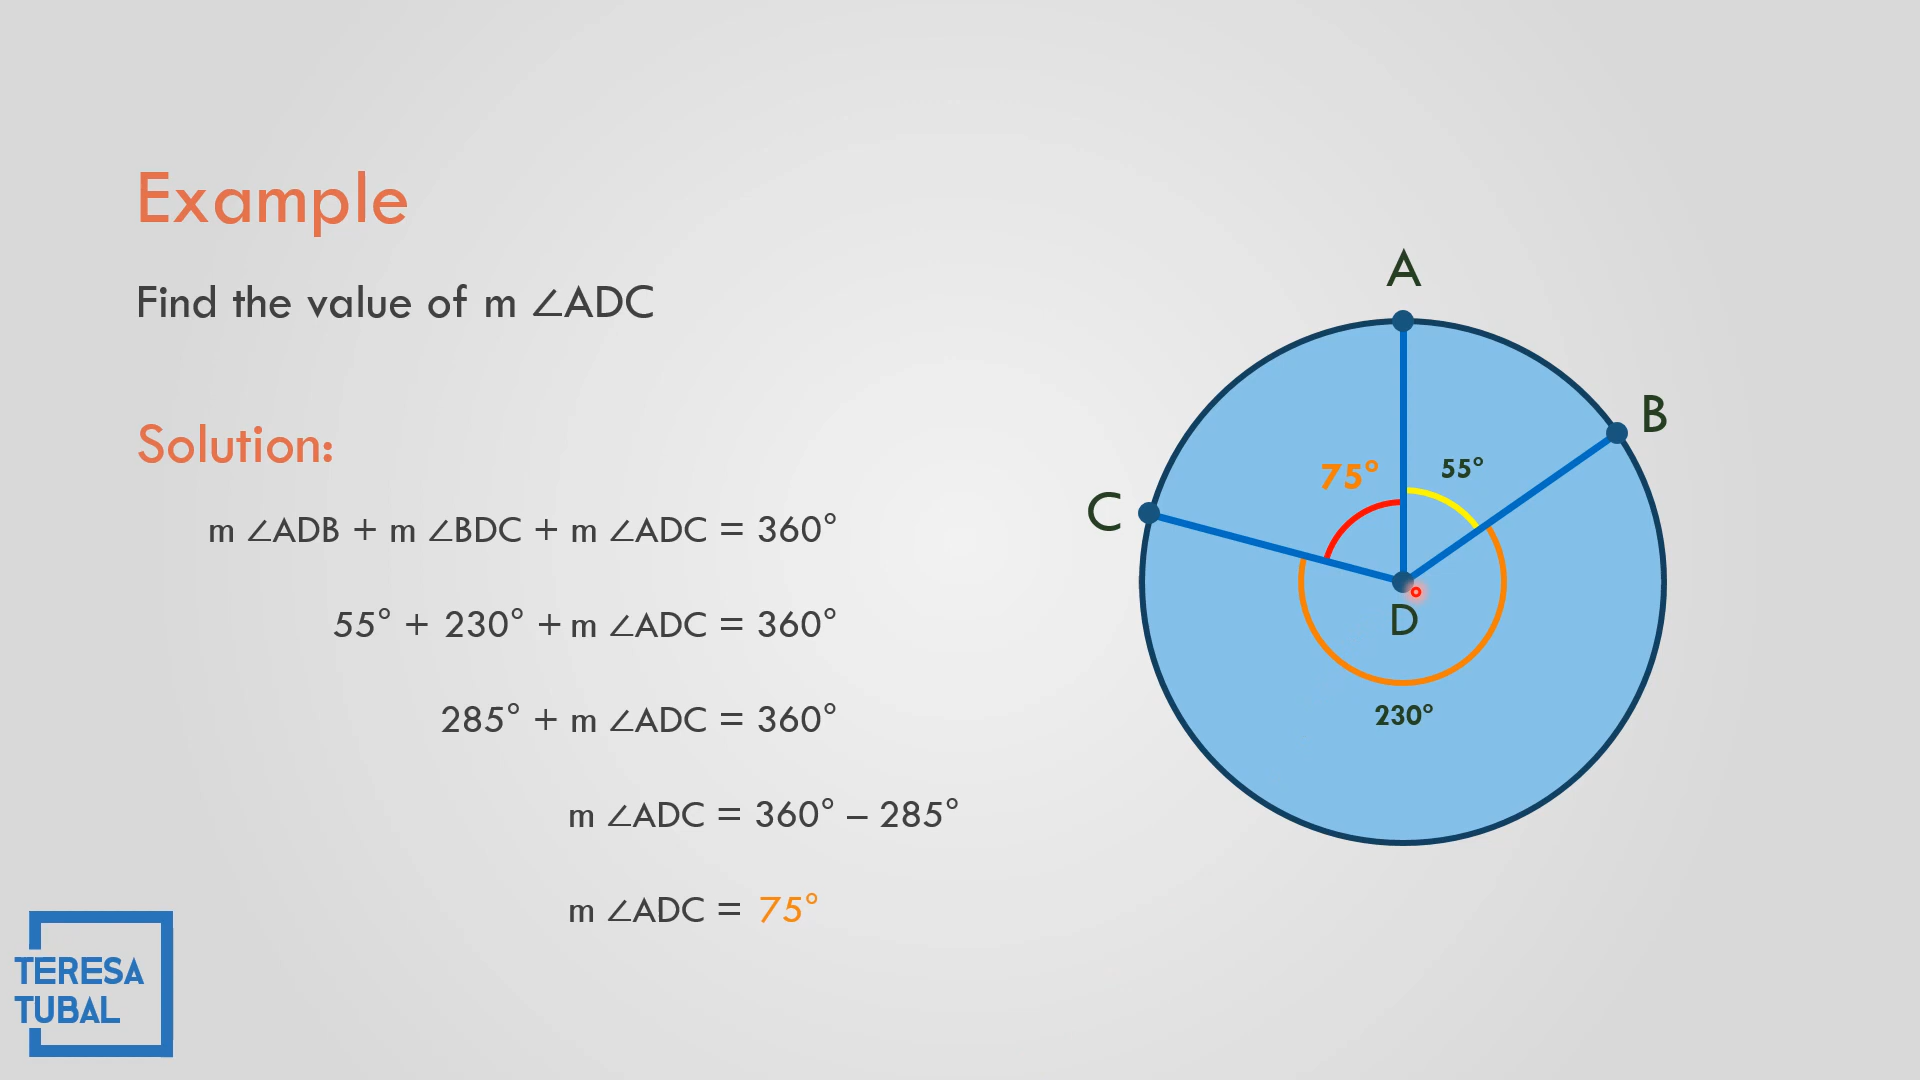 Example
Find the value of m ∠ADC
Solution:
m ∠ADB + m ∠BDC + m ∠ADC = 360°
55° + 230° + m ∠ADC = 360°
285° + m ∠ADC = 360°
m ∠ADC = 360° – 285°
m ∠ADC = 75°
A
B
75°
55°
C
D
230°
TERESA
TUBAL